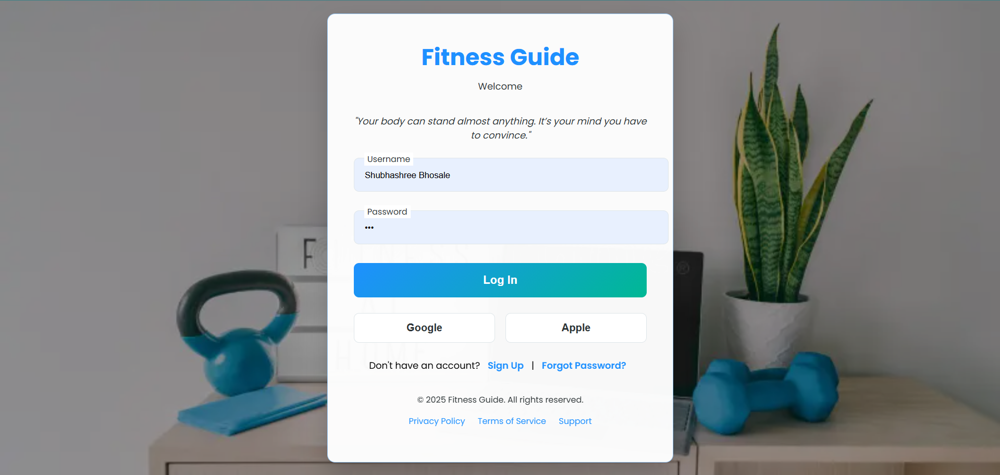 Fitness Guide
Welcome
"Your body can stand almost anything. It’s your mind you have
to convince."
Username
Shubhashree Bhosale
Password
•••
Log In
Google
Apple
Don't have an account? Sign Up | Forgot Password?
© 2025 Fitness Guide. All rights reserved.
Privacy Policy Terms of Service Support